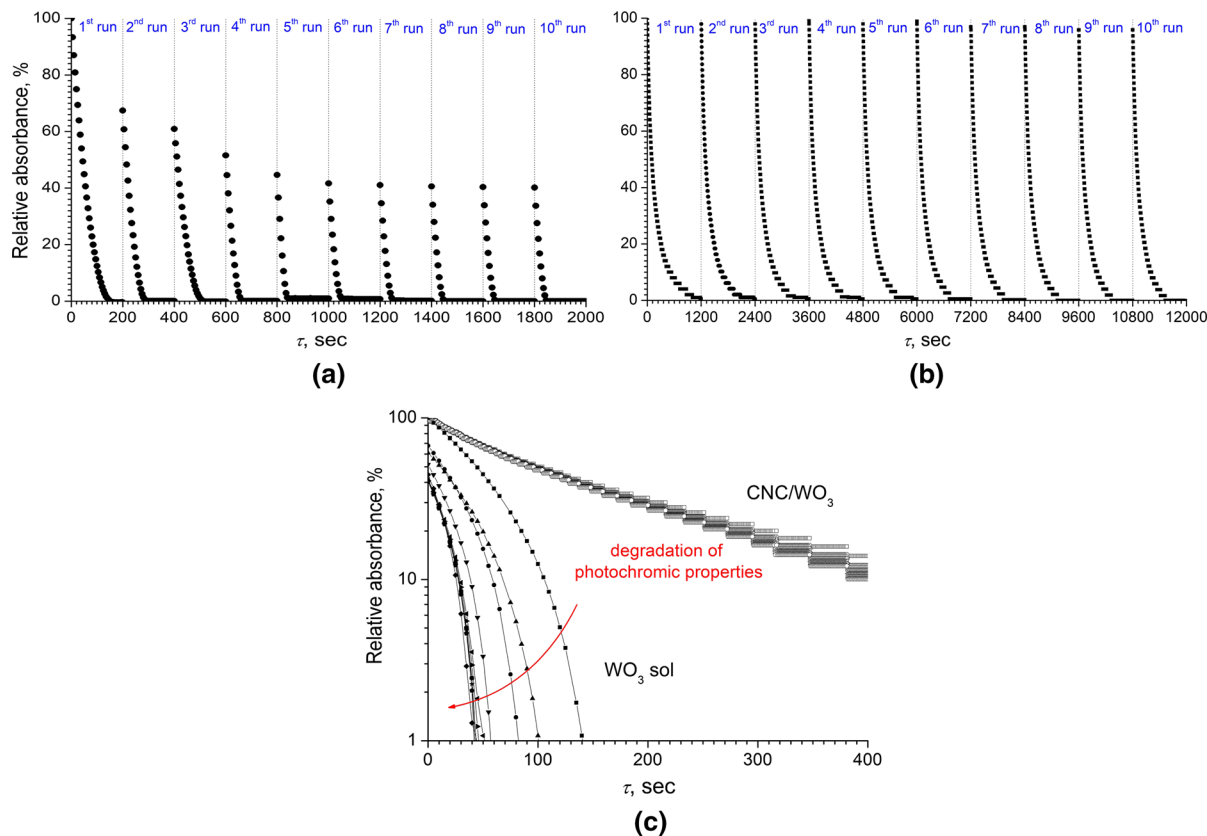 1st run 2nd run 3rd run 4th run 5th run 6th run 7th run 8th run 9th run 10th run
Relative absorbance, %
100
80
60
40
20
0
0 200 400 600 800 1000 1200 1400 1600 1800 2000
τ, sec
(a)
1st run 2nd run 3rd run 4th run 5th run 6th run 7th run 8th run 9th run 10th run
100
80
60
40
20
0
0 1200 2400 3600 4800 6000 7200 8400 9600 10800 12000
τ, sec
(b)
Relative absorbance, %
100
10
1
CNC/WO3
degradation of
photochromic properties
WO3 sol
0 100 200 300 400
τ, sec
(c)